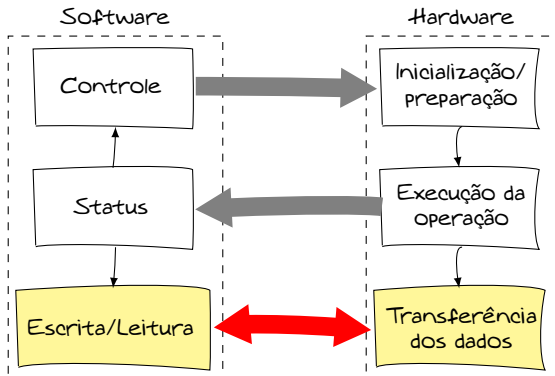 Software
Hardware
Controle
Inicialização/
preparação
Status
Execução da
operação
Escrita/Leitura
Transferência
dos dados